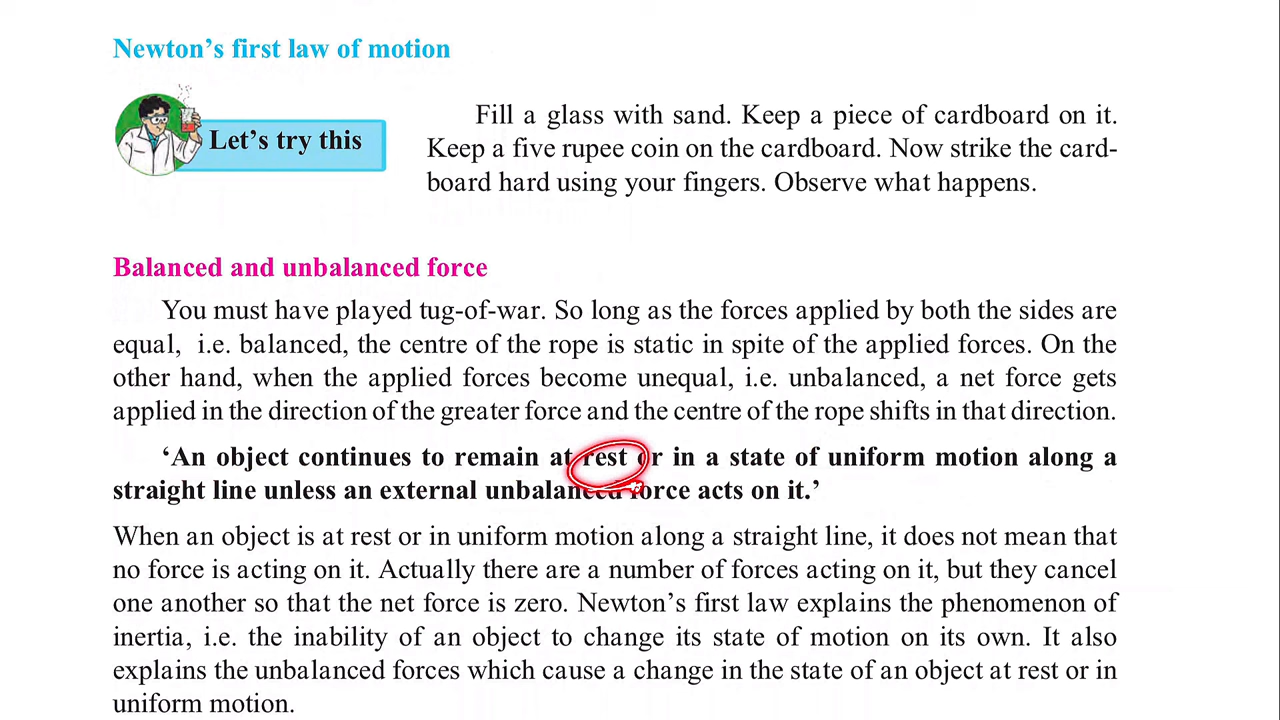 Newton’s first law of motion
Let’s try this
Fill a glass with sand. Keep a piece of cardboard on it.
Keep a five rupee coin on the cardboard. Now strike the card-
board hard using your fingers. Observe what happens.
Balanced and unbalanced force
You must have played tug-of-war. So long as the forces applied by both the sides are
equal, i.e. balanced, the centre of the rope is static in spite of the applied forces. On the
other hand, when the applied forces become unequal, i.e. unbalanced, a net force gets
applied in the direction of the greater force and the centre of the rope shifts in that direction.
‘An object continues to remain at rest or in a state of uniform motion along a
straight line unless an external unbalanced force acts on it.’
When an object is at rest or in uniform motion along a straight line, it does not mean that
no force is acting on it. Actually there are a number of forces acting on it, but they cancel
one another so that the net force is zero. Newton’s first law explains the phenomenon of
inertia, i.e. the inability of an object to change its state of motion on its own. It also
explains the unbalanced forces which cause a change in the state of an object at rest or in
uniform motion.